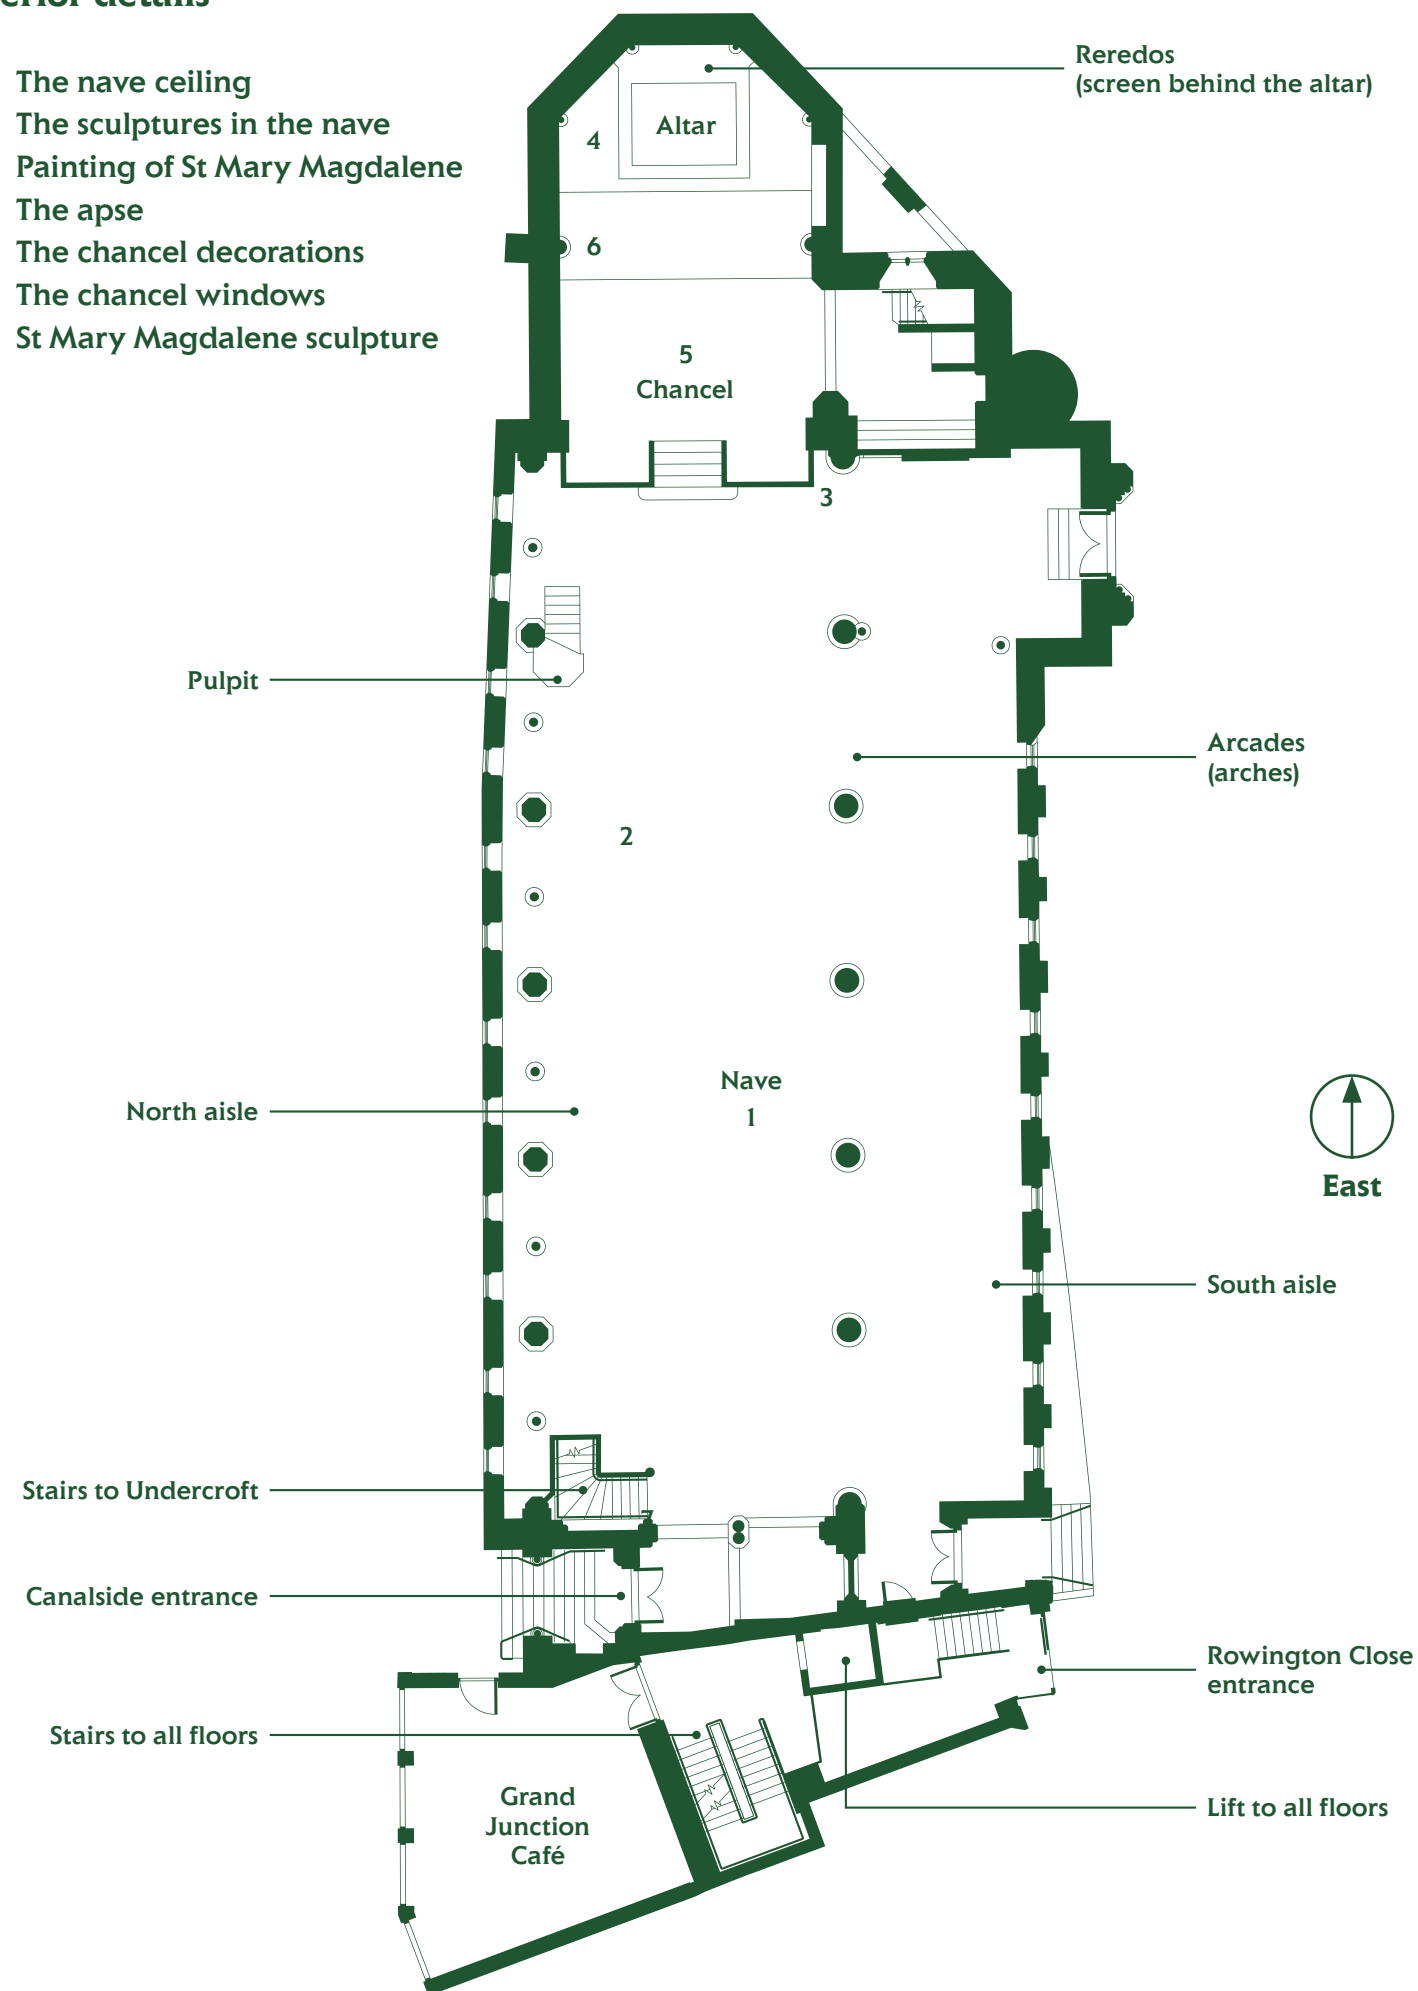 erior details
The nave ceiling
The sculptures in the nave
Painting of St Mary Magdalene
The apse
The chancel decorations
The chancel windows
St Mary Magdalene sculpture
Reredos
(screen behind the altar)
Altar
4
6
5
Chancel
3
Pulpit
Arcades
(arches)
2
Nave
1
North aisle
East
South aisle
Stairs to Undercroft
7
Canalside entrance
Rowington Close
entrance
Stairs to all floors
Grand
Junction
Café
Lift to all floors